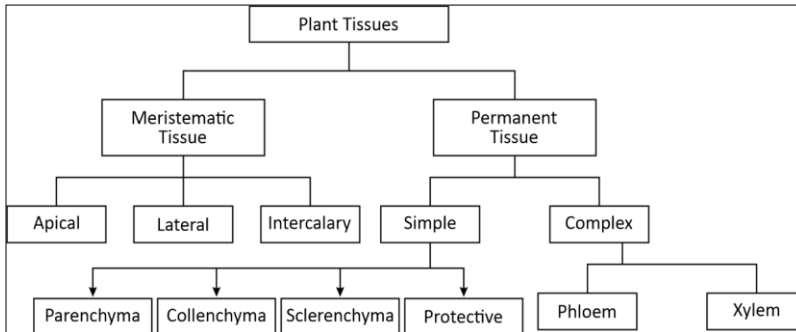 Plant Tissues
Meristematic
Tissue
Permanent
Tissue
Apical
Lateral
Intercalary
Simple
Complex
Parenchyma
Collenchyma
Sclerenchyma
Protective
Phloem
Xylem